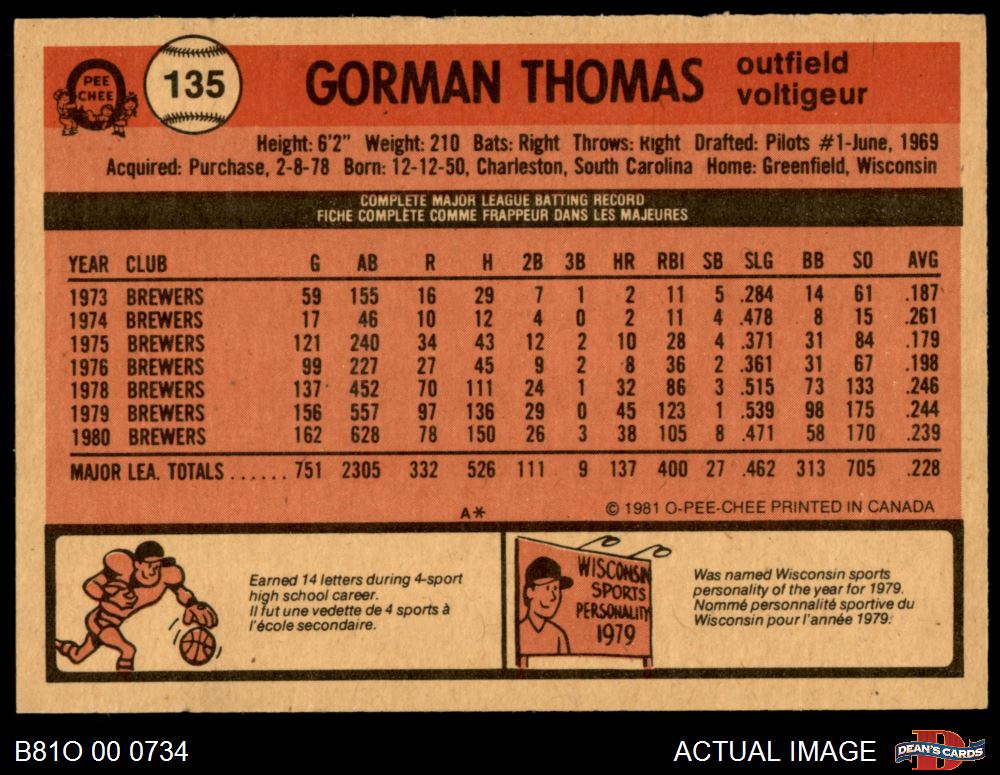 PEE
CHEE
135
GORMAN THOMAS
outfield
voltigeur
Height: 6'2" Weight: 210 Bats: Right Throws: Right Drafted: Pilots #1-June, 1969
Acquired: Purchase, 2-8-78 Born: 12-12-50, Charleston, South Carolina Home: Greenfield, Wisconsin
COMPLETE MAJOR LEAGUE BATTING RECORD
FICHE COMPLÈTE COMME FRAPPEUR DANS LES MAJEURES
YEAR CLUB G AB R H 2B 3B HR RBI SB SLG BB SO AVG
1973 BREWERS 59 155 16 29 7 1 2 11 5 .284 14 61 .187
1974 BREWERS 17 46 10 12 4 0 2 11 4 .478 8 15 .261
1975 BREWERS 121 240 34 43 12 2 10 28 4 .371 31 84 .179
1976 BREWERS 99 227 27 45 9 2 8 36 2 .361 31 67 .198
1978 BREWERS 137 452 70 111 24 1 32 86 3 .515 73 133 .246
1979 BREWERS 156 557 97 136 29 0 45 123 1 .539 98 175 .244
1980 BREWERS 162 628 78 150 26 3 38 105 8 .471 58 170 .239
MAJOR LEA. TOTALS ...... 751 2305 332 526 111 9 137 400 27 .462 313 705 .228
A* © 1981 O-PEE-CHEE PRINTED IN CANADA
Earned 14 letters during 4-sport
high school career.
Il fut une vedette de 4 sports à
l'école secondaire.
WISCONSIN
SPORTS
PERSONALITY
1979
Was named Wisconsin sports
personality of the year for 1979.
Nommé personnalité sportive du
Wisconsin pour l'année 1979.
B81O 00 0734
ACTUAL IMAGE
DEAN'S CARDS